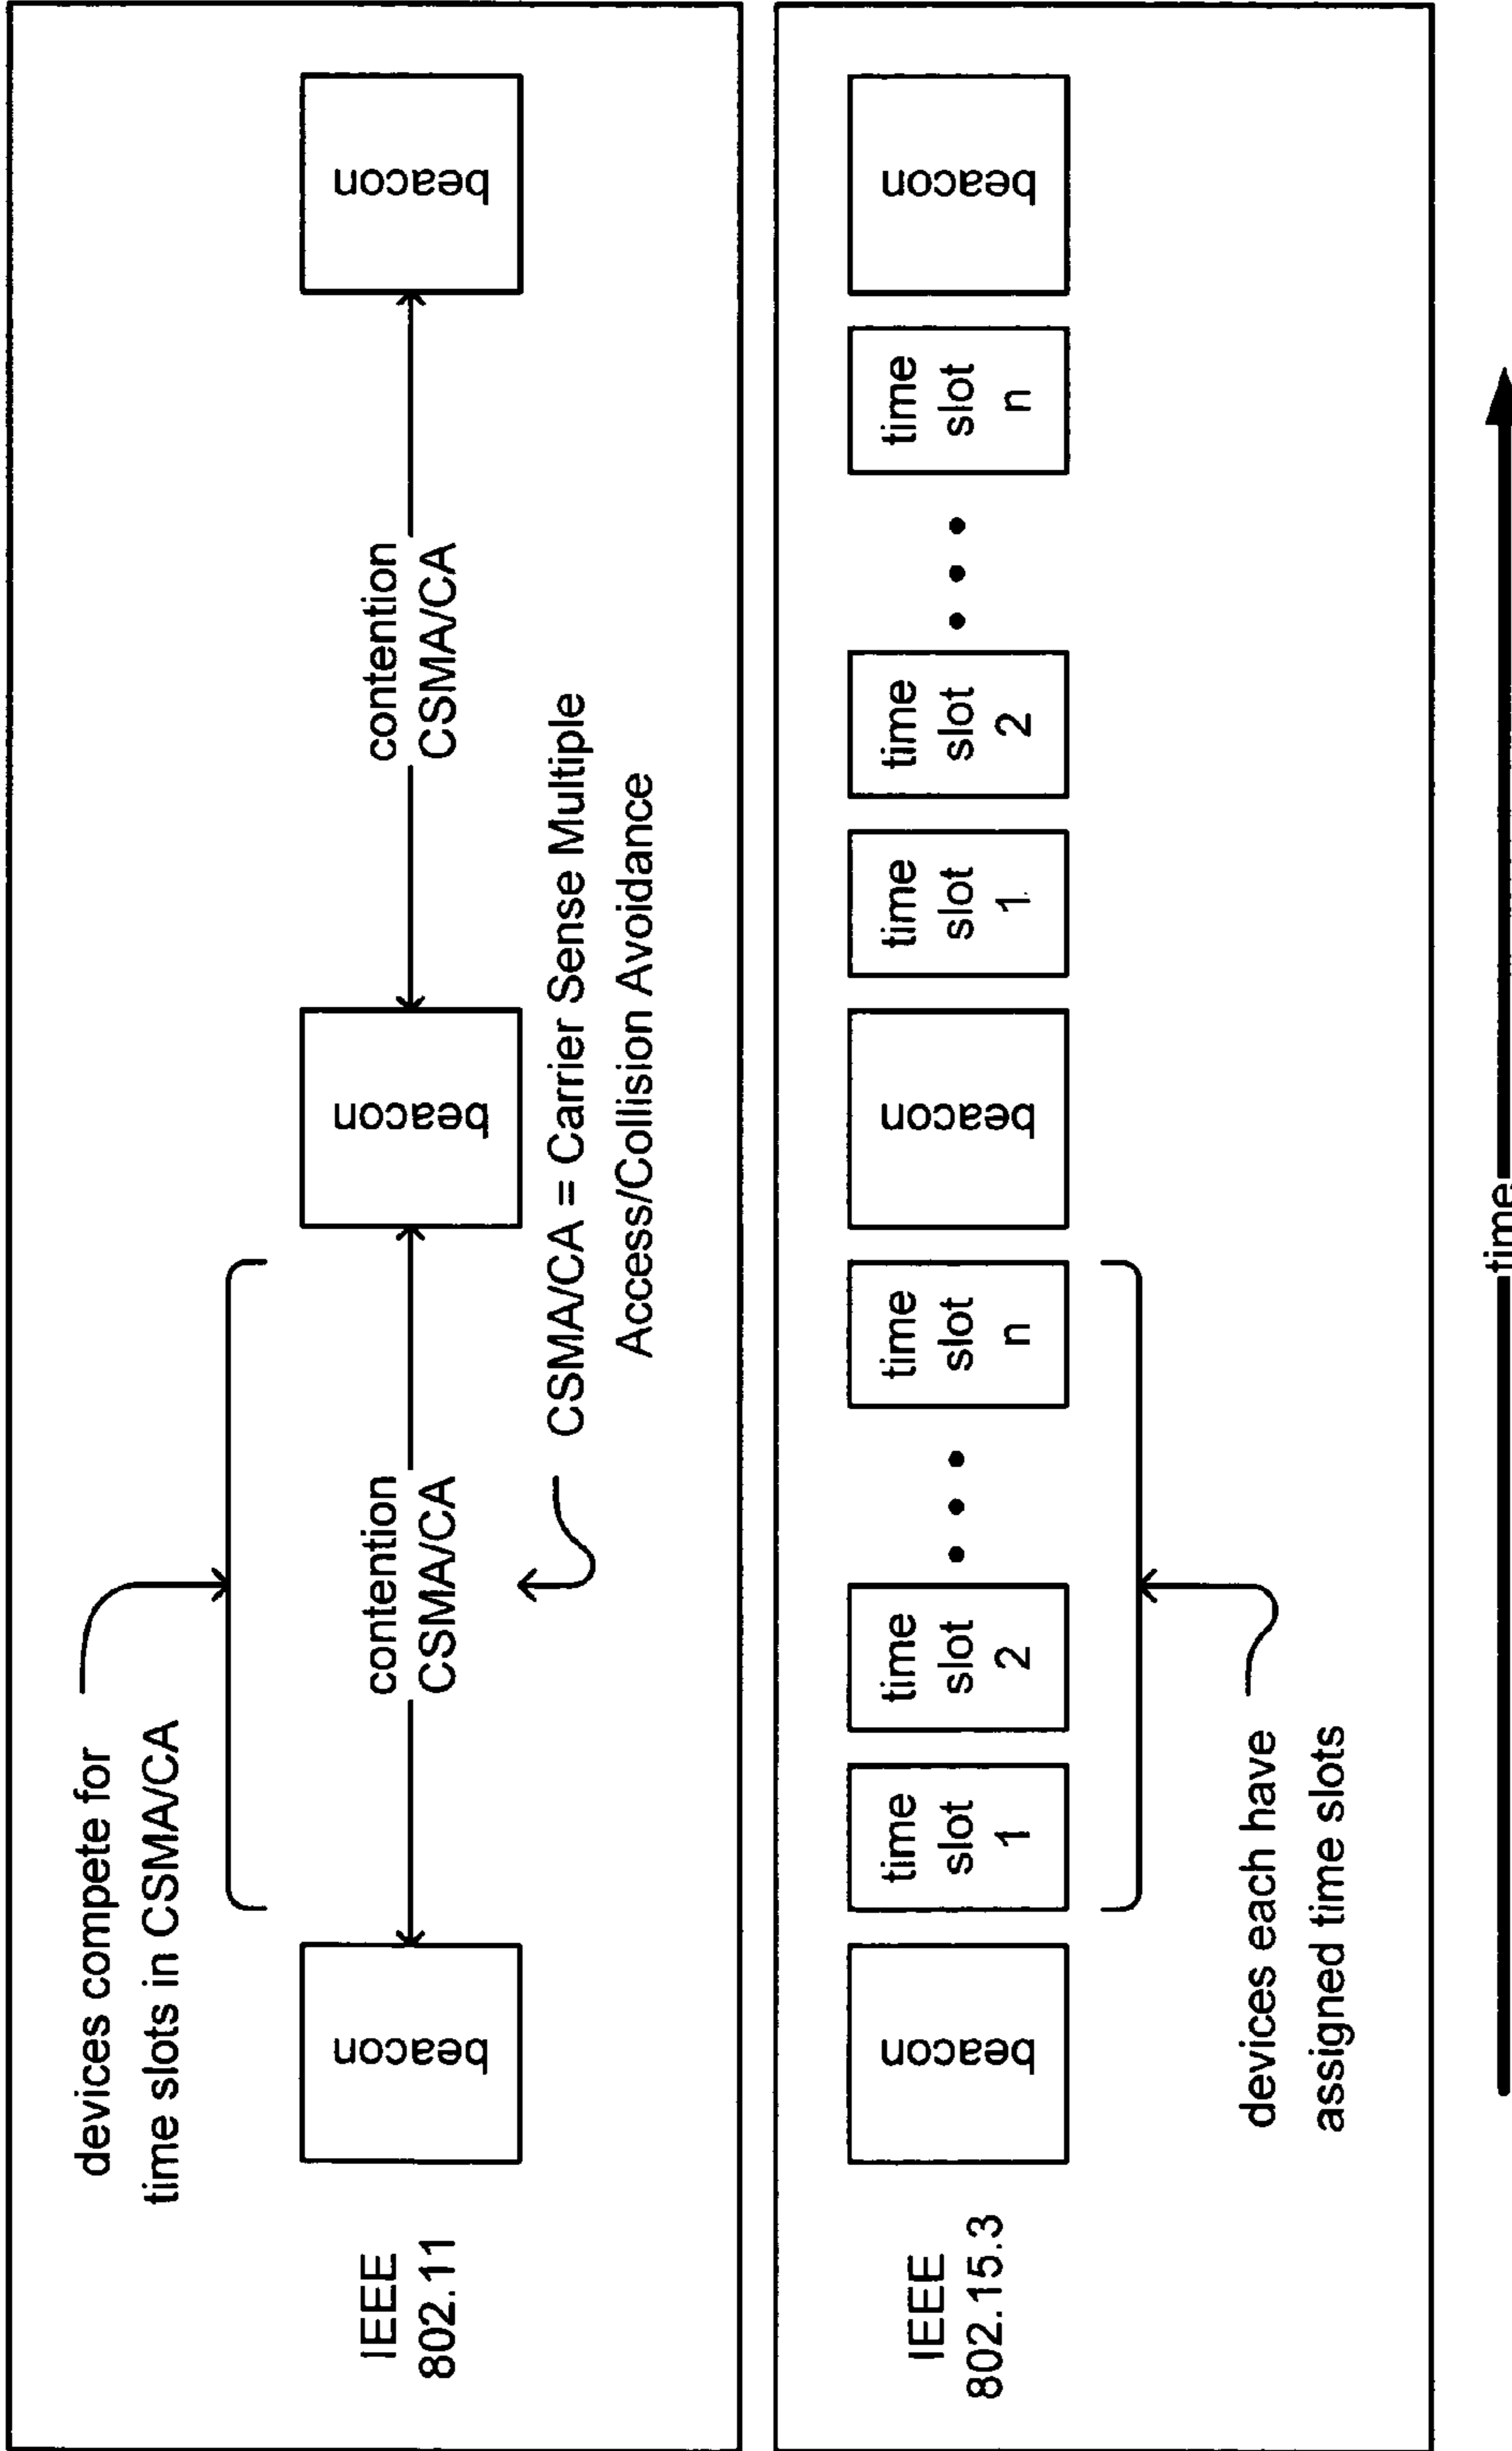 devices compete for
time slots in CSMA/CA
IEEE
802.11
beacon
contention
CSMA/CA
beacon
contention
CSMA/CA
beacon
CSMA/CA = Carrier Sense Multiple
Access/Collision Avoidance
IEEE
802.15.3
beacon
time
slot
1
time
slot
2
• • •
time
slot
n
beacon
time
slot
1
time
slot
2
• • •
time
slot
n
beacon
devices each have
assigned time slots
time